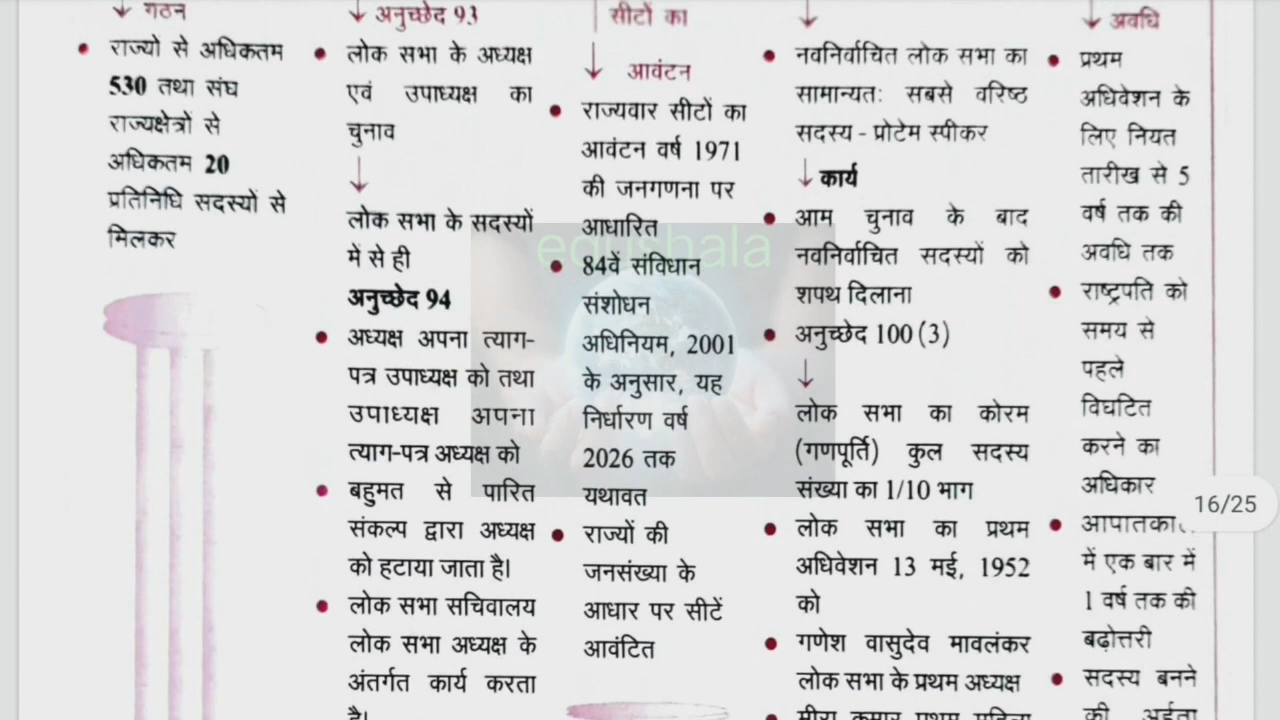 गठन
राज्यो से अधिकतम
530 तथा संघ
राज्यक्षेत्रों से
अधिकतम 20
प्रतिनिधि सदस्यों से
मिलकर
अनुच्छेद 93
लोक सभा के अध्यक्ष
एवं उपाध्यक्ष का
चुनाव
लोक सभा के सदस्यों
में से ही
अनुच्छेद 94
अध्यक्ष अपना त्याग-
पत्र उपाध्यक्ष को तथा
उपाध्यक्ष अपना
त्याग-पत्र अध्यक्ष को
बहुमत से पारित
संकल्प द्वारा अध्यक्ष
को हटाया जाता है।
लोक सभा सचिवालय
लोक सभा अध्यक्ष के
अंतर्गत कार्य करता
है।
सीटों का
आवंटन
राज्यवार सीटों का
आवंटन वर्ष 1971
की जनगणना पर
आधारित
84वें संविधान
संशोधन
अधिनियम, 2001
के अनुसार, यह
निर्धारण वर्ष
2026 तक
यथावत
राज्यों की
जनसंख्या के
आधार पर सीटें
आवंटित
नवनिर्वाचित लोक सभा का
सामान्यतः सबसे वरिष्ठ
सदस्य - प्रोटेम स्पीकर
कार्य
आम चुनाव के बाद
नवनिर्वाचित सदस्यों को
शपथ दिलाना
अनुच्छेद 100 (3)
लोक सभा का कोरम
(गणपूर्ति) कुल सदस्य
संख्या का 1/10 भाग
लोक सभा का प्रथम
अधिवेशन 13 मई, 1952
को
गणेश वासुदेव मावलंकर
लोक सभा के प्रथम अध्यक्ष
मीरा कुमार प्रथम महिला
अवधि
प्रथम
अधिवेशन के
लिए नियत
तारीख से 5
वर्ष तक की
अवधि तक
राष्ट्रपति को
समय से
पहले
विघटित
करने का
अधिकार
आपातकाल
में एक बार में
1 वर्ष तक की
बढ़ोत्तरी
सदस्य बनने
की अर्हता
edushala
16/25